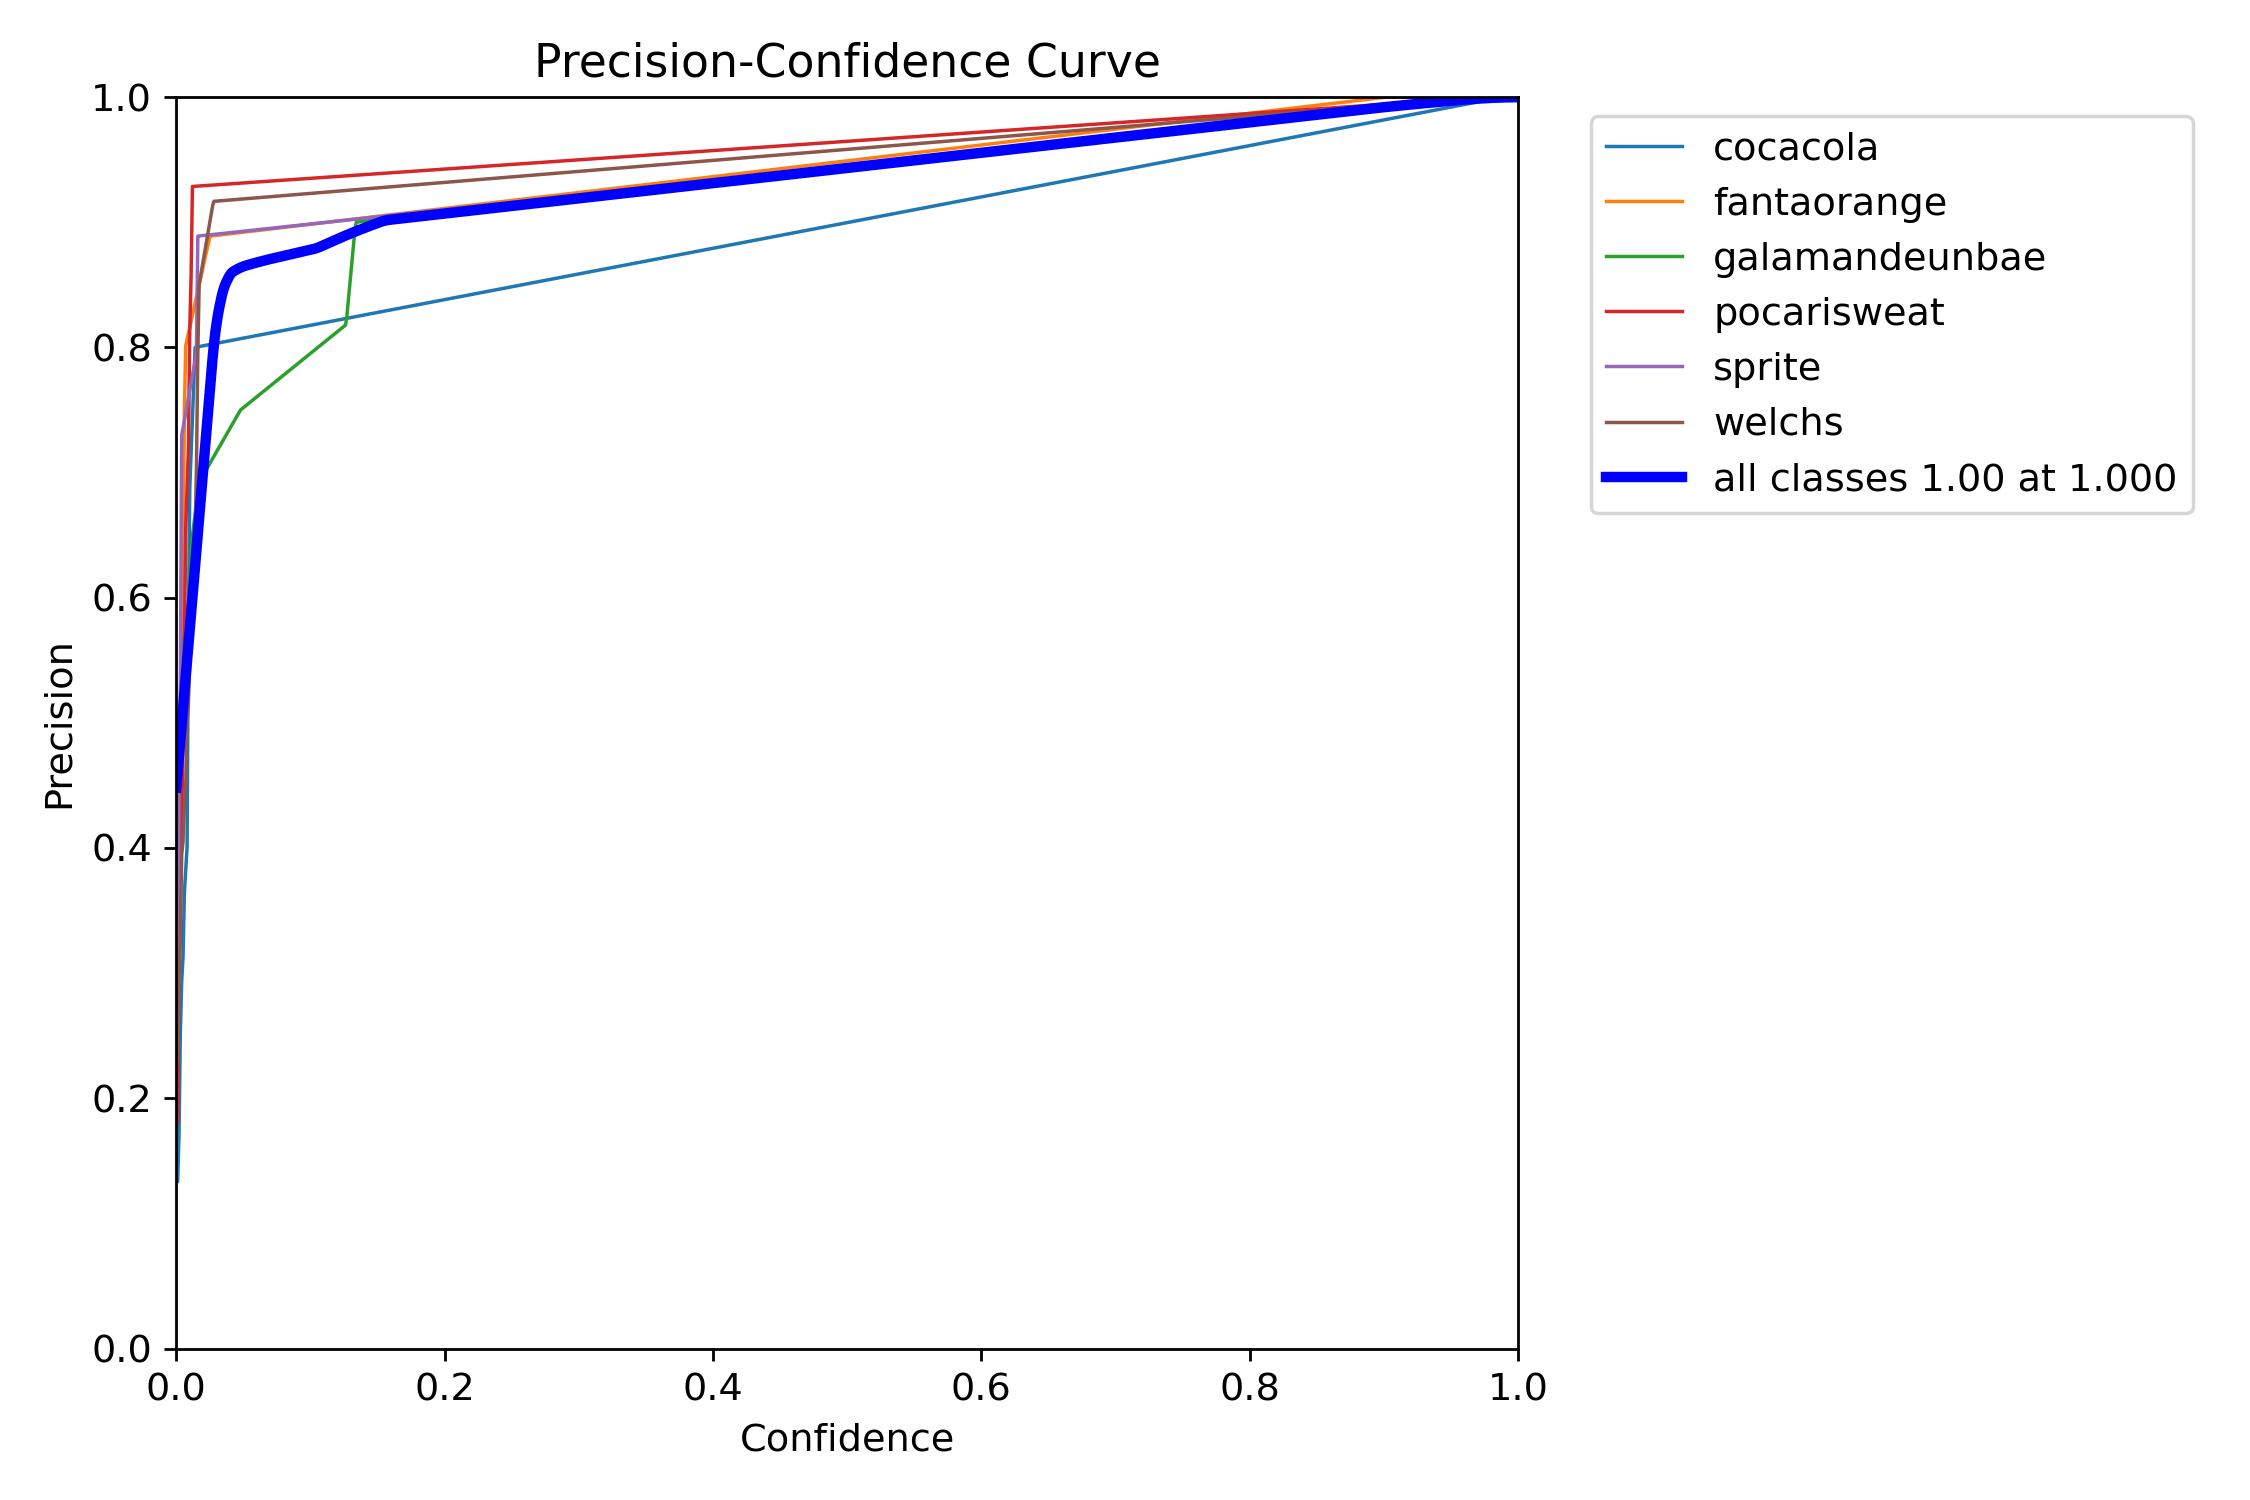 Precision-Confidence Curve
1.0
0.8
0.6
0.4
0.2
0.0
Precision
0.0 0.2 0.4 0.6 0.8 1.0
Confidence
cocacola
fantaorange
galamandeunbae
pocarisweat
sprite
welchs
all classes 1.00 at 1.000